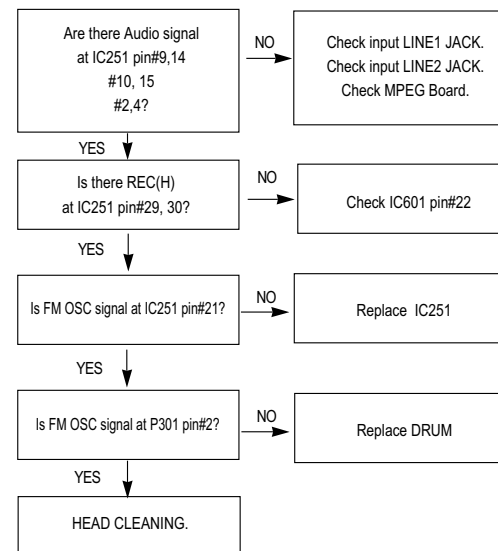 Are there Audio signal
at IC251 pin#9,14
#10, 15
#2,4?
NO
Check input LINE1 JACK.
Check input LINE2 JACK.
Check MPEG Board.
YES
Is there REC(H)
at IC251 pin#29, 30?
NO
Check IC601 pin#22
YES
Is FM OSC signal at IC251 pin#21?
NO
Replace IC251
YES
Is FM OSC signal at P301 pin#2?
NO
Replace DRUM
YES
HEAD CLEANING.